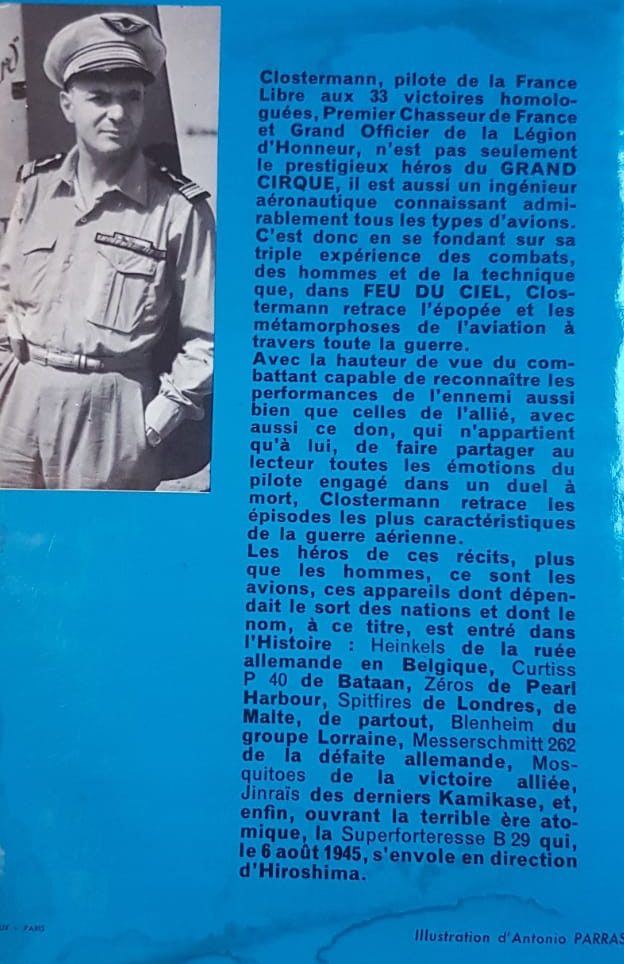 Clostermann, pilote de la France
Libre aux 33 victoires homolo-
guées, Premier Chasseur de France
et Grand Officier de la Légion
d'Honneur, n'est pas seulement
le prestigieux héros du GRAND
CIRQUE, il est aussi un ingénieur
aéronautique connaissant admi-
rablement tous les types d'avions.
C'est donc en se fondant sur sa
triple expérience des combats,
des hommes et de la technique
que, dans FEU DU CIEL, Clos-
termann retrace l'épopée et les
métamorphoses de l'aviation à
travers toute la guerre.
Avec la hauteur de vue du com-
battant capable de reconnaître les
performances de l'ennemi aussi
bien que celles de l'allié, avec
aussi ce don, qui n'appartient
qu'à lui, de faire partager au
lecteur toutes les émotions du
pilote engagé dans un duel à
mort, Clostermann retrace les
épisodes les plus caractéristiques
de la guerre aérienne.
Les héros de ces récits, plus
que les hommes, ce sont les
avions, ces appareils dont dépen-
dait le sort des nations et dont le
nom, à ce titre, est entré dans
l'Histoire : Heinkels de la ruée
allemande en Belgique, Curtiss
P 40 de Bataan, Zéros de Pearl
Harbour, Spitfires de Londres, de
Malte, de partout, Blenheim du
groupe Lorraine, Messerschmitt 262
de la défaite allemande, Mos-
quitoes de la victoire alliée,
Jinraïs des derniers Kamikase, et,
enfin, ouvrant la terrible ère ato-
mique, la Superforteresse B 29 qui,
le 6 août 1945, s'envole en direction
d'Hiroshima.
- PARIS
Illustration d'Antonio PARRAS